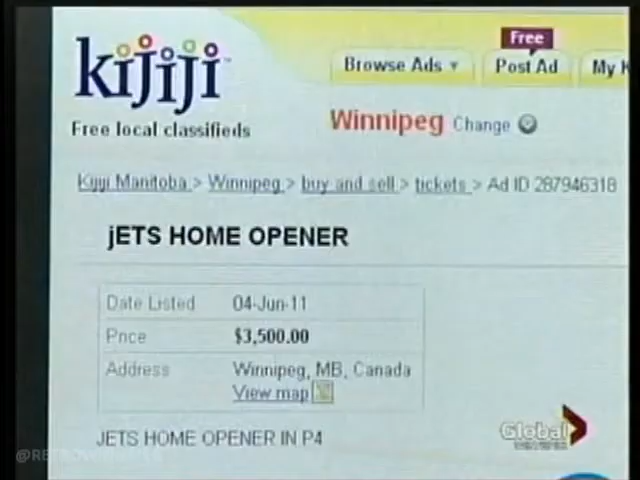 kijiji
Free local classifieds
Browse Ads
Free
Post Ad
My K
Winnipeg Change
Kijiji Manitoba > Winnipeg > buy and sell > tickets > Ad ID 287946318
jETS HOME OPENER
Date Listed 04-Jun-11
Price $3,500.00
Address Winnipeg, MB, Canada
View map
JETS HOME OPENER IN P4
Global